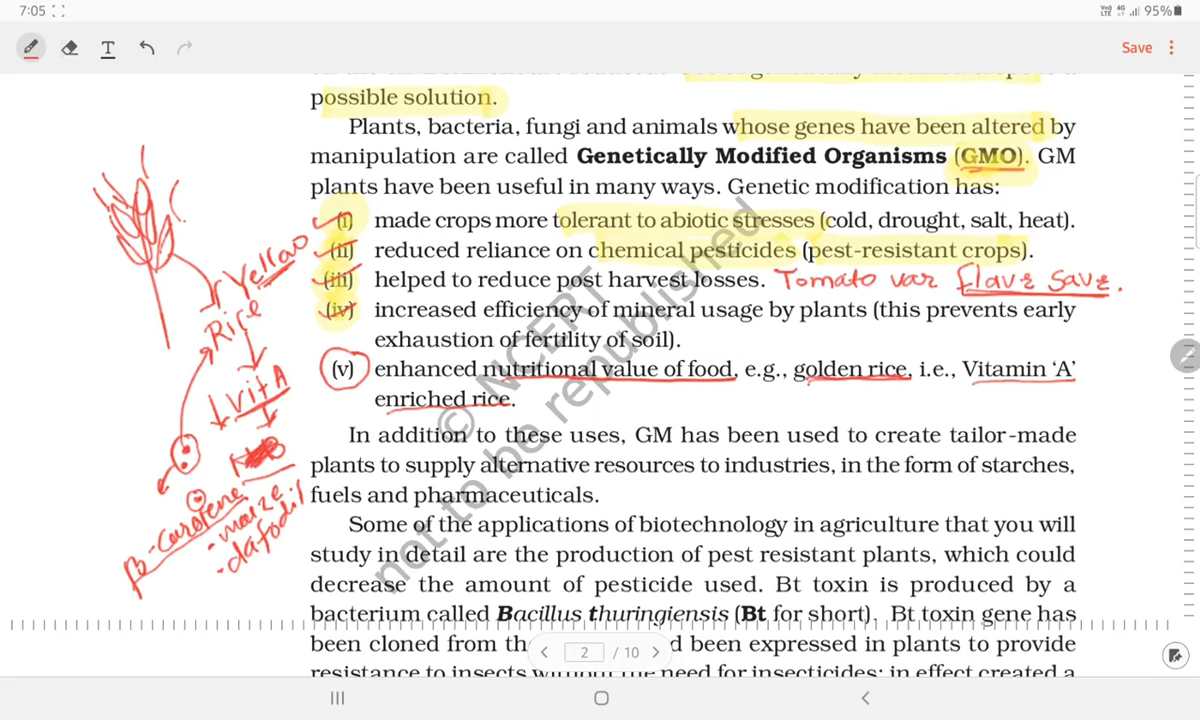 7:05
95%
T
Save
possible solution.
Plants, bacteria, fungi and animals whose genes have been altered by
manipulation are called Genetically Modified Organisms (GMO). GM
plants have been useful in many ways. Genetic modification has:
(i) made crops more tolerant to abiotic stresses (cold, drought, salt, heat).
(ii) reduced reliance on chemical pesticides (pest-resistant crops).
(iii) helped to reduce post harvest losses. Tomato var Flavr Savr.
(iv) increased efficiency of mineral usage by plants (this prevents early
exhaustion of fertility of soil).
(v) enhanced nutritional value of food, e.g., golden rice, i.e., Vitamin ‘A’
enriched rice.
In addition to these uses, GM has been used to create tailor-made
plants to supply alternative resources to industries, in the form of starches,
fuels and pharmaceuticals.
Some of the applications of biotechnology in agriculture that you will
study in detail are the production of pest resistant plants, which could
decrease the amount of pesticide used. Bt toxin is produced by a
bacterium called Bacillus thuringiensis (Bt for short). Bt toxin gene has
been cloned from been expressed in plants to provide
resistance to insects need for insecticides; in effect created a
2 / 10
Rice
↓ Vit A
β-Carotene
• maize
• dafodil
© NCERT
not to be republished